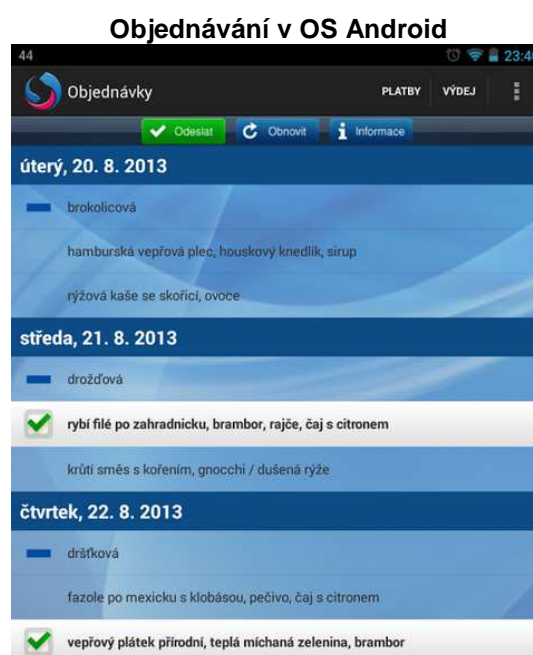 Objednávání v OS Android
44
23:46
Objednávky
PLATBY
VÝDEJ
Odeslat
Obnovit
Informace
úterý, 20. 8. 2013
brokolicová
hamburská vepřová plec, houskový knedlík, sirup
rýžová kaše se skořicí, ovoce
středa, 21. 8. 2013
drožďová
rybí filé po zahradnicku, brambor, rajče, čaj s citronem
krůtí směs s kořením, gnocchi / dušená rýže
čtvrtek, 22. 8. 2013
dršťková
fazole po mexicku s klobásou, pečivo, čaj s citronem
vepřový plátek přírodní, teplá míchaná zelenina, brambor